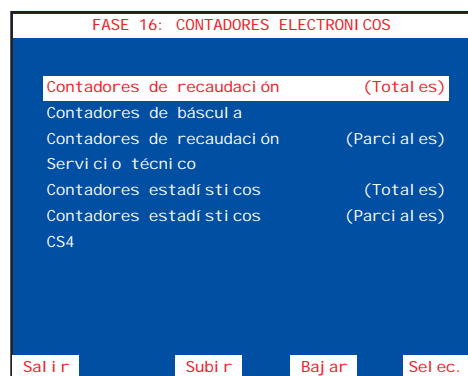 FASE 16: CONTADORES ELECTRONICOS
Contadores de recaudación (Totales)
Contadores de báscula
Contadores de recaudación (Parciales)
Servicio técnico
Contadores estadísticos (Totales)
Contadores estadísticos (Parciales)
CS4
Salir Subir Bajar Selec.